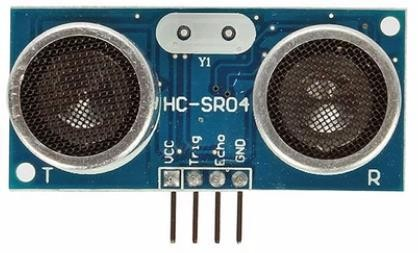 Y1
HC-SR04
VCC
Trig
Echo
GND
T
R